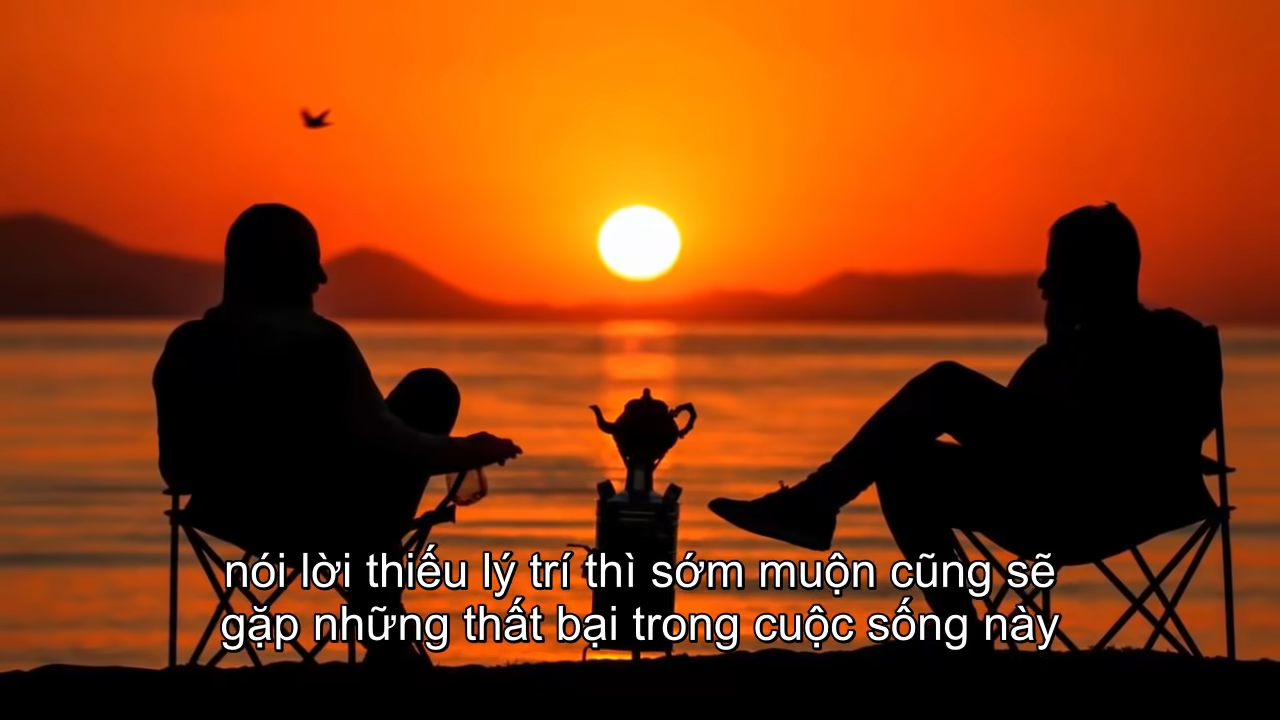 nói lời thiếu lý trí thì sớm muộn cũng sẽ
gặp những thất bại trong cuộc sống này